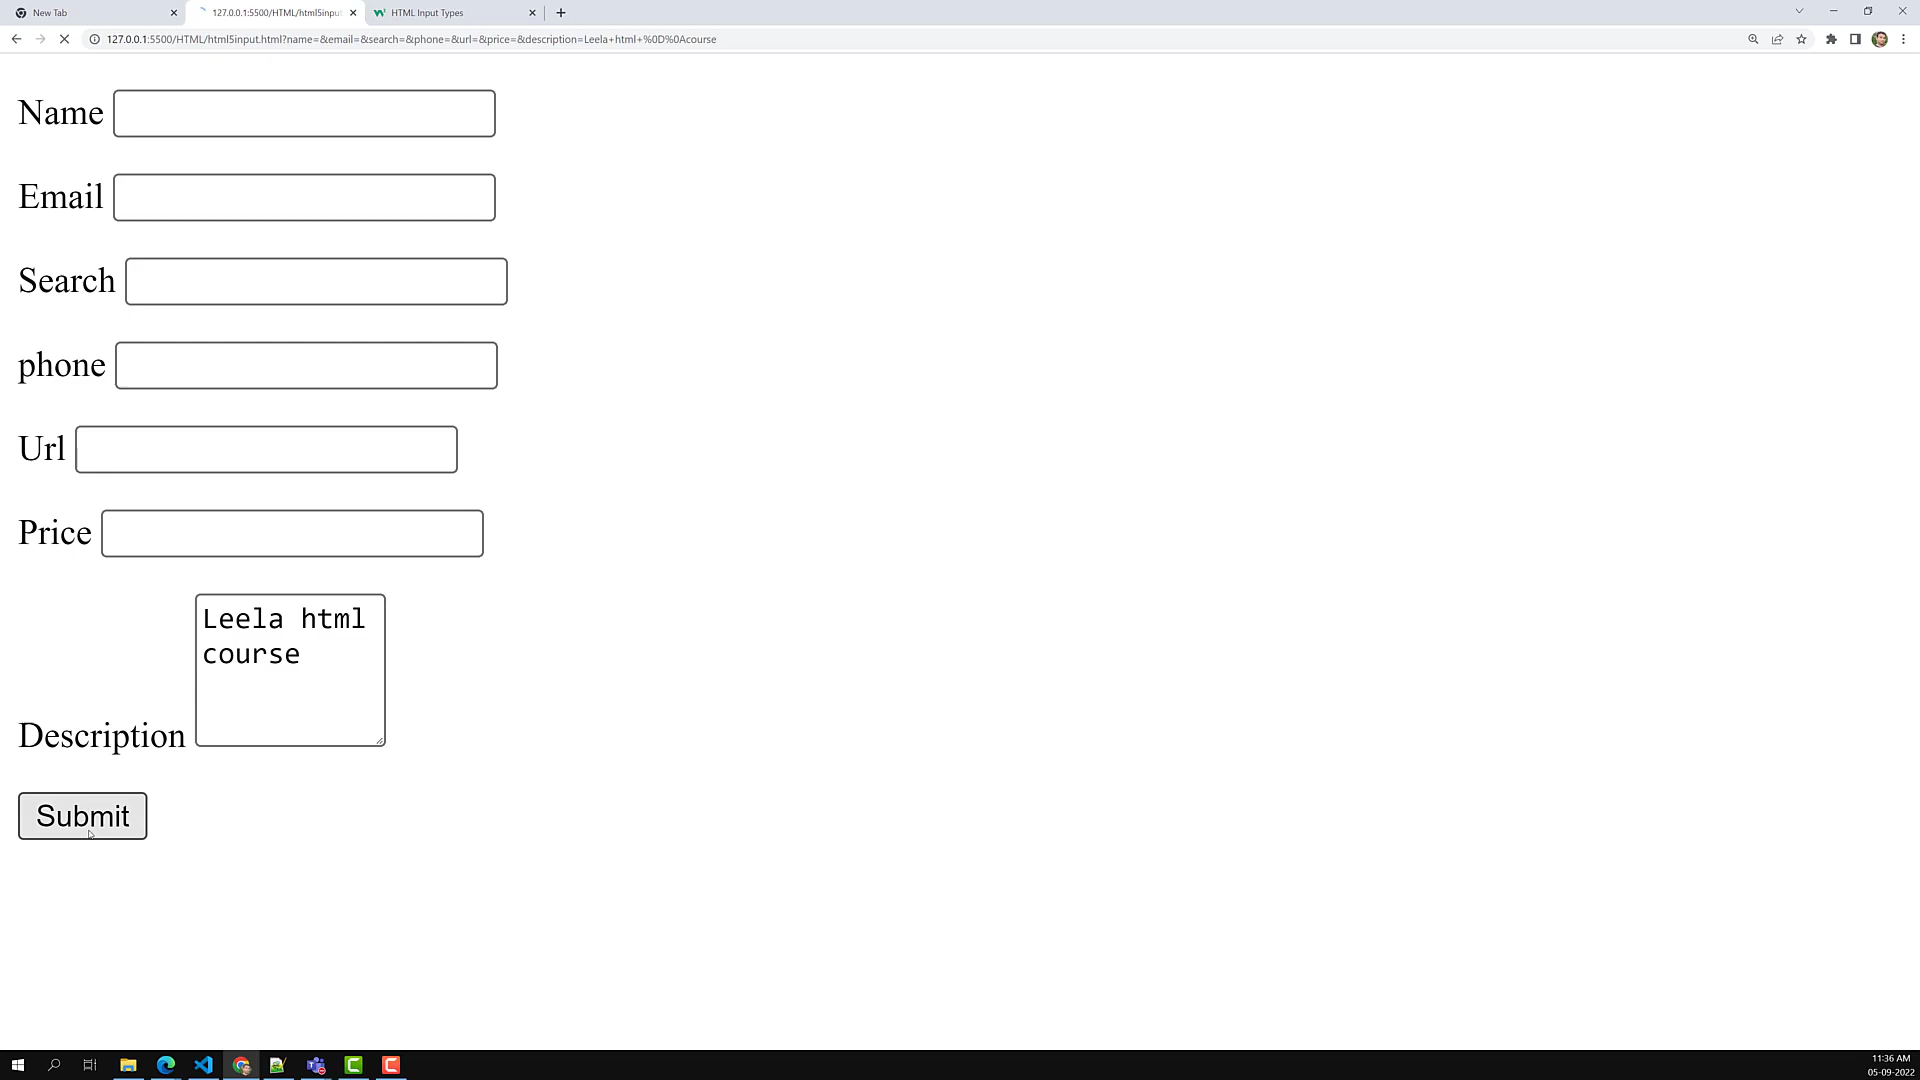 New Tab
127.0.0.1:5500/HTML/html5input
HTML Input Types
127.0.0.1:5500/HTML/html5input.html?name=&email=&search=&phone=&url=&price=&description=Leela+html+%0D%0Acourse
Name
Email
Search
phone
Url
Price
Leela html
course
Description
Submit
11:36 AM
05-09-2022